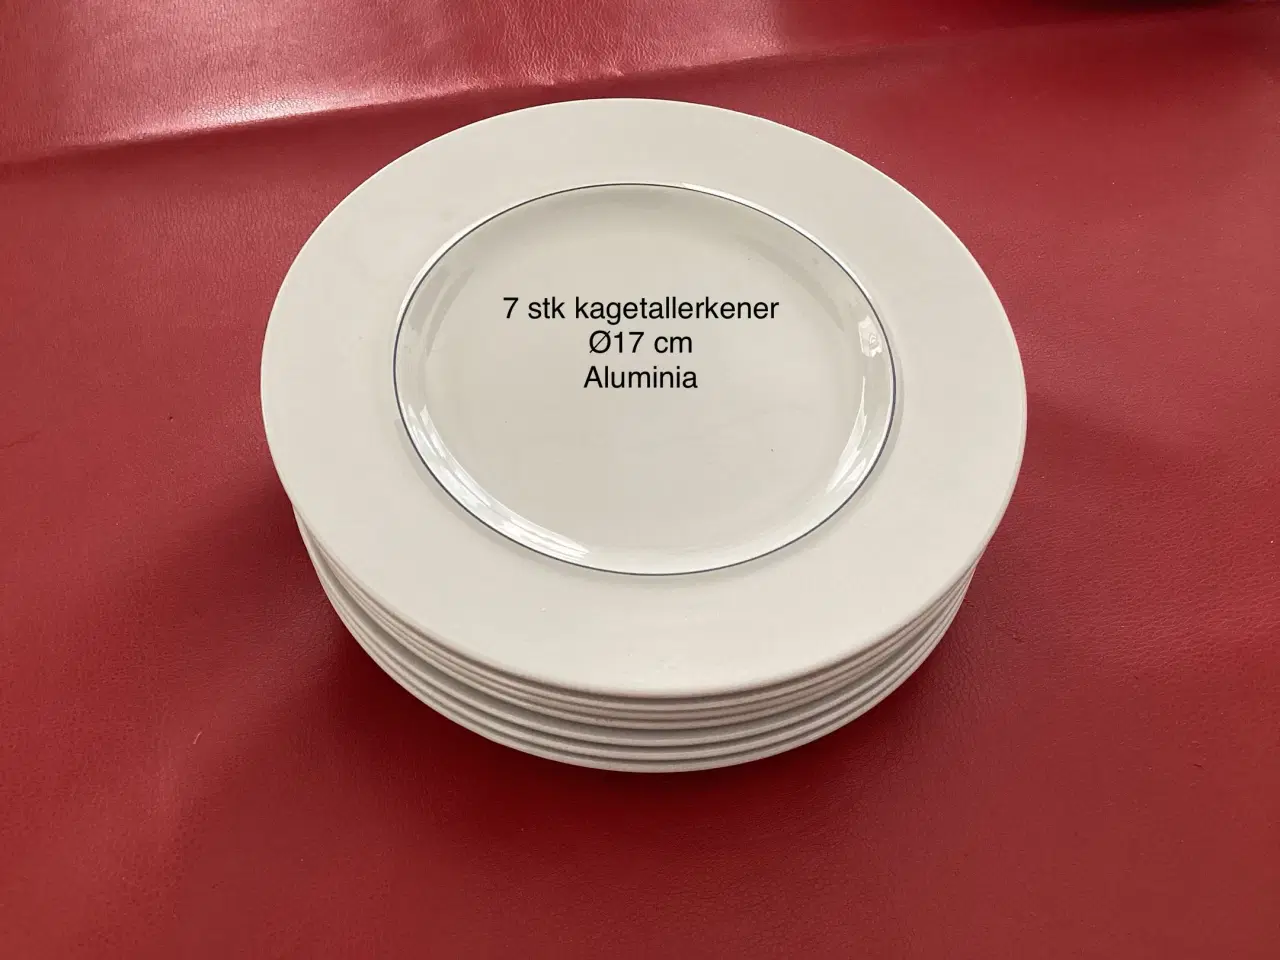 7 stk kagetallerkener
Ø17 cm
Aluminia